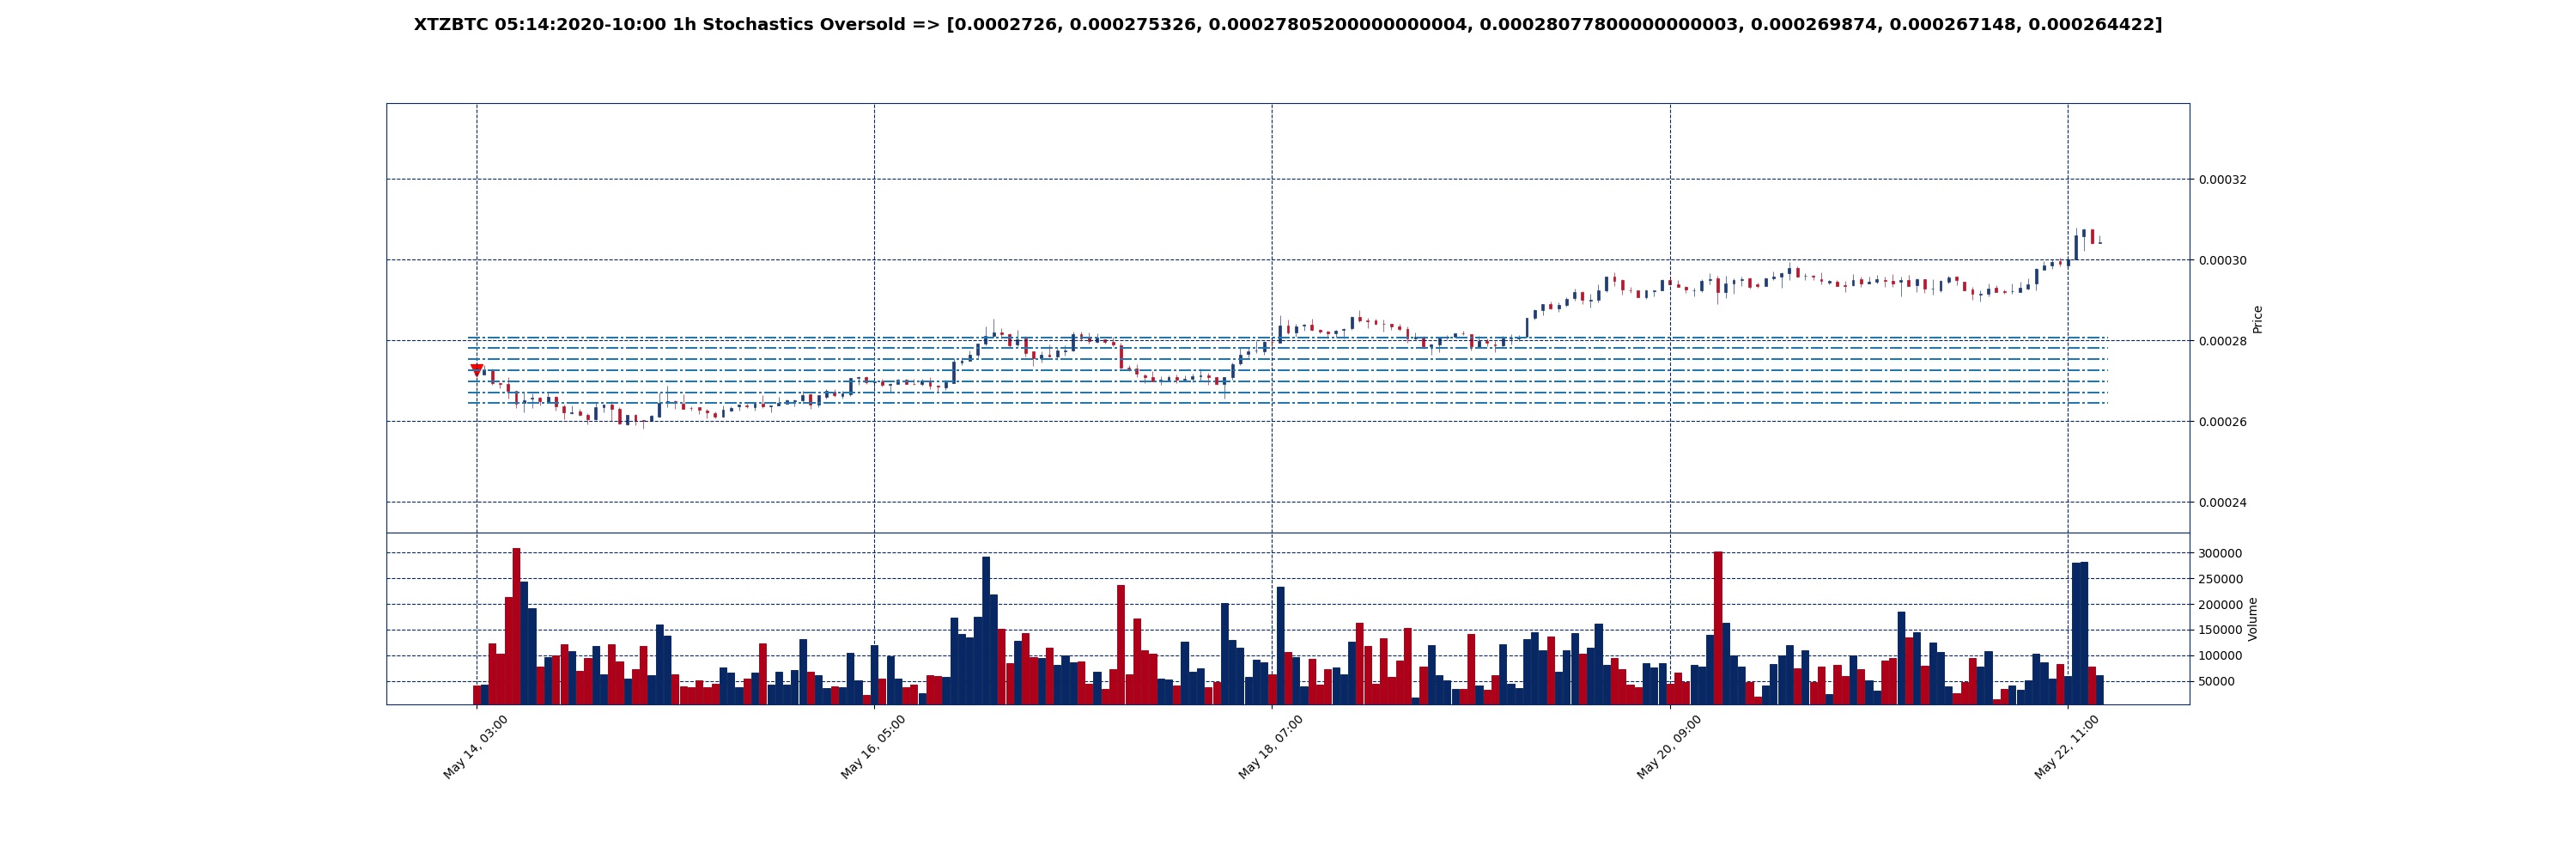 XTZBTC 05:14:2020-10:00 1h Stochastics Oversold => [0.0002726, 0.000275326, 0.00027805200000000004, 0.00028077800000000003, 0.000269874, 0.000267148, 0.000264422]
0.00032
0.00030
Price
0.00028
0.00026
0.00024
300000
250000
200000
Volume
150000
100000
50000
May 14, 03:00
May 16, 05:00
May 18, 07:00
May 20, 09:00
May 22, 11:00